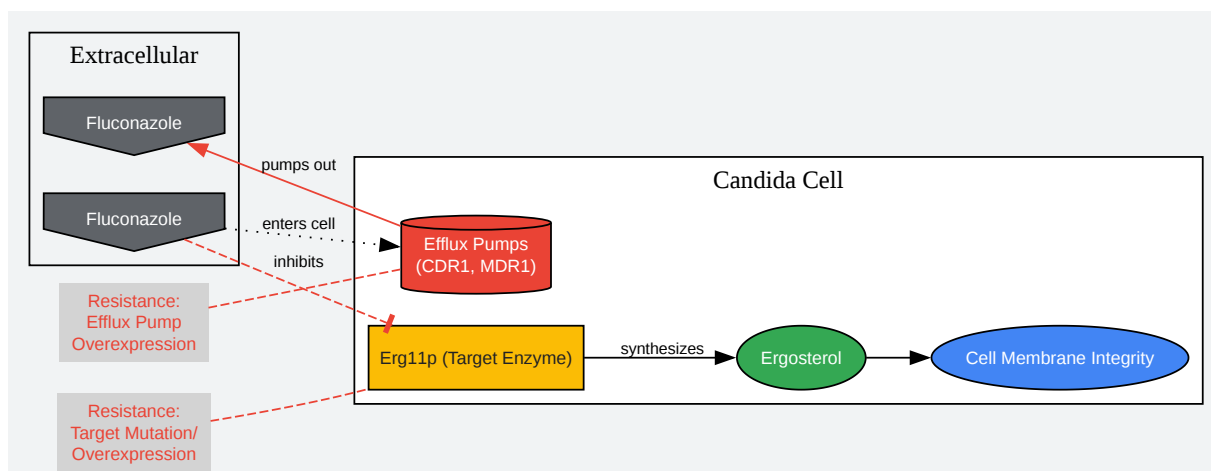 Extracellular
Fluconazole
pumps out
Candida Cell
Fluconazole
enters cell
inhibits
Efflux Pumps
(CDR1, MDR1)
Resistance:
Efflux Pump
Overexpression
Erg11p (Target Enzyme)
synthesizes
Ergosterol
Cell Membrane Integrity
Resistance:
Target Mutation/
Overexpression